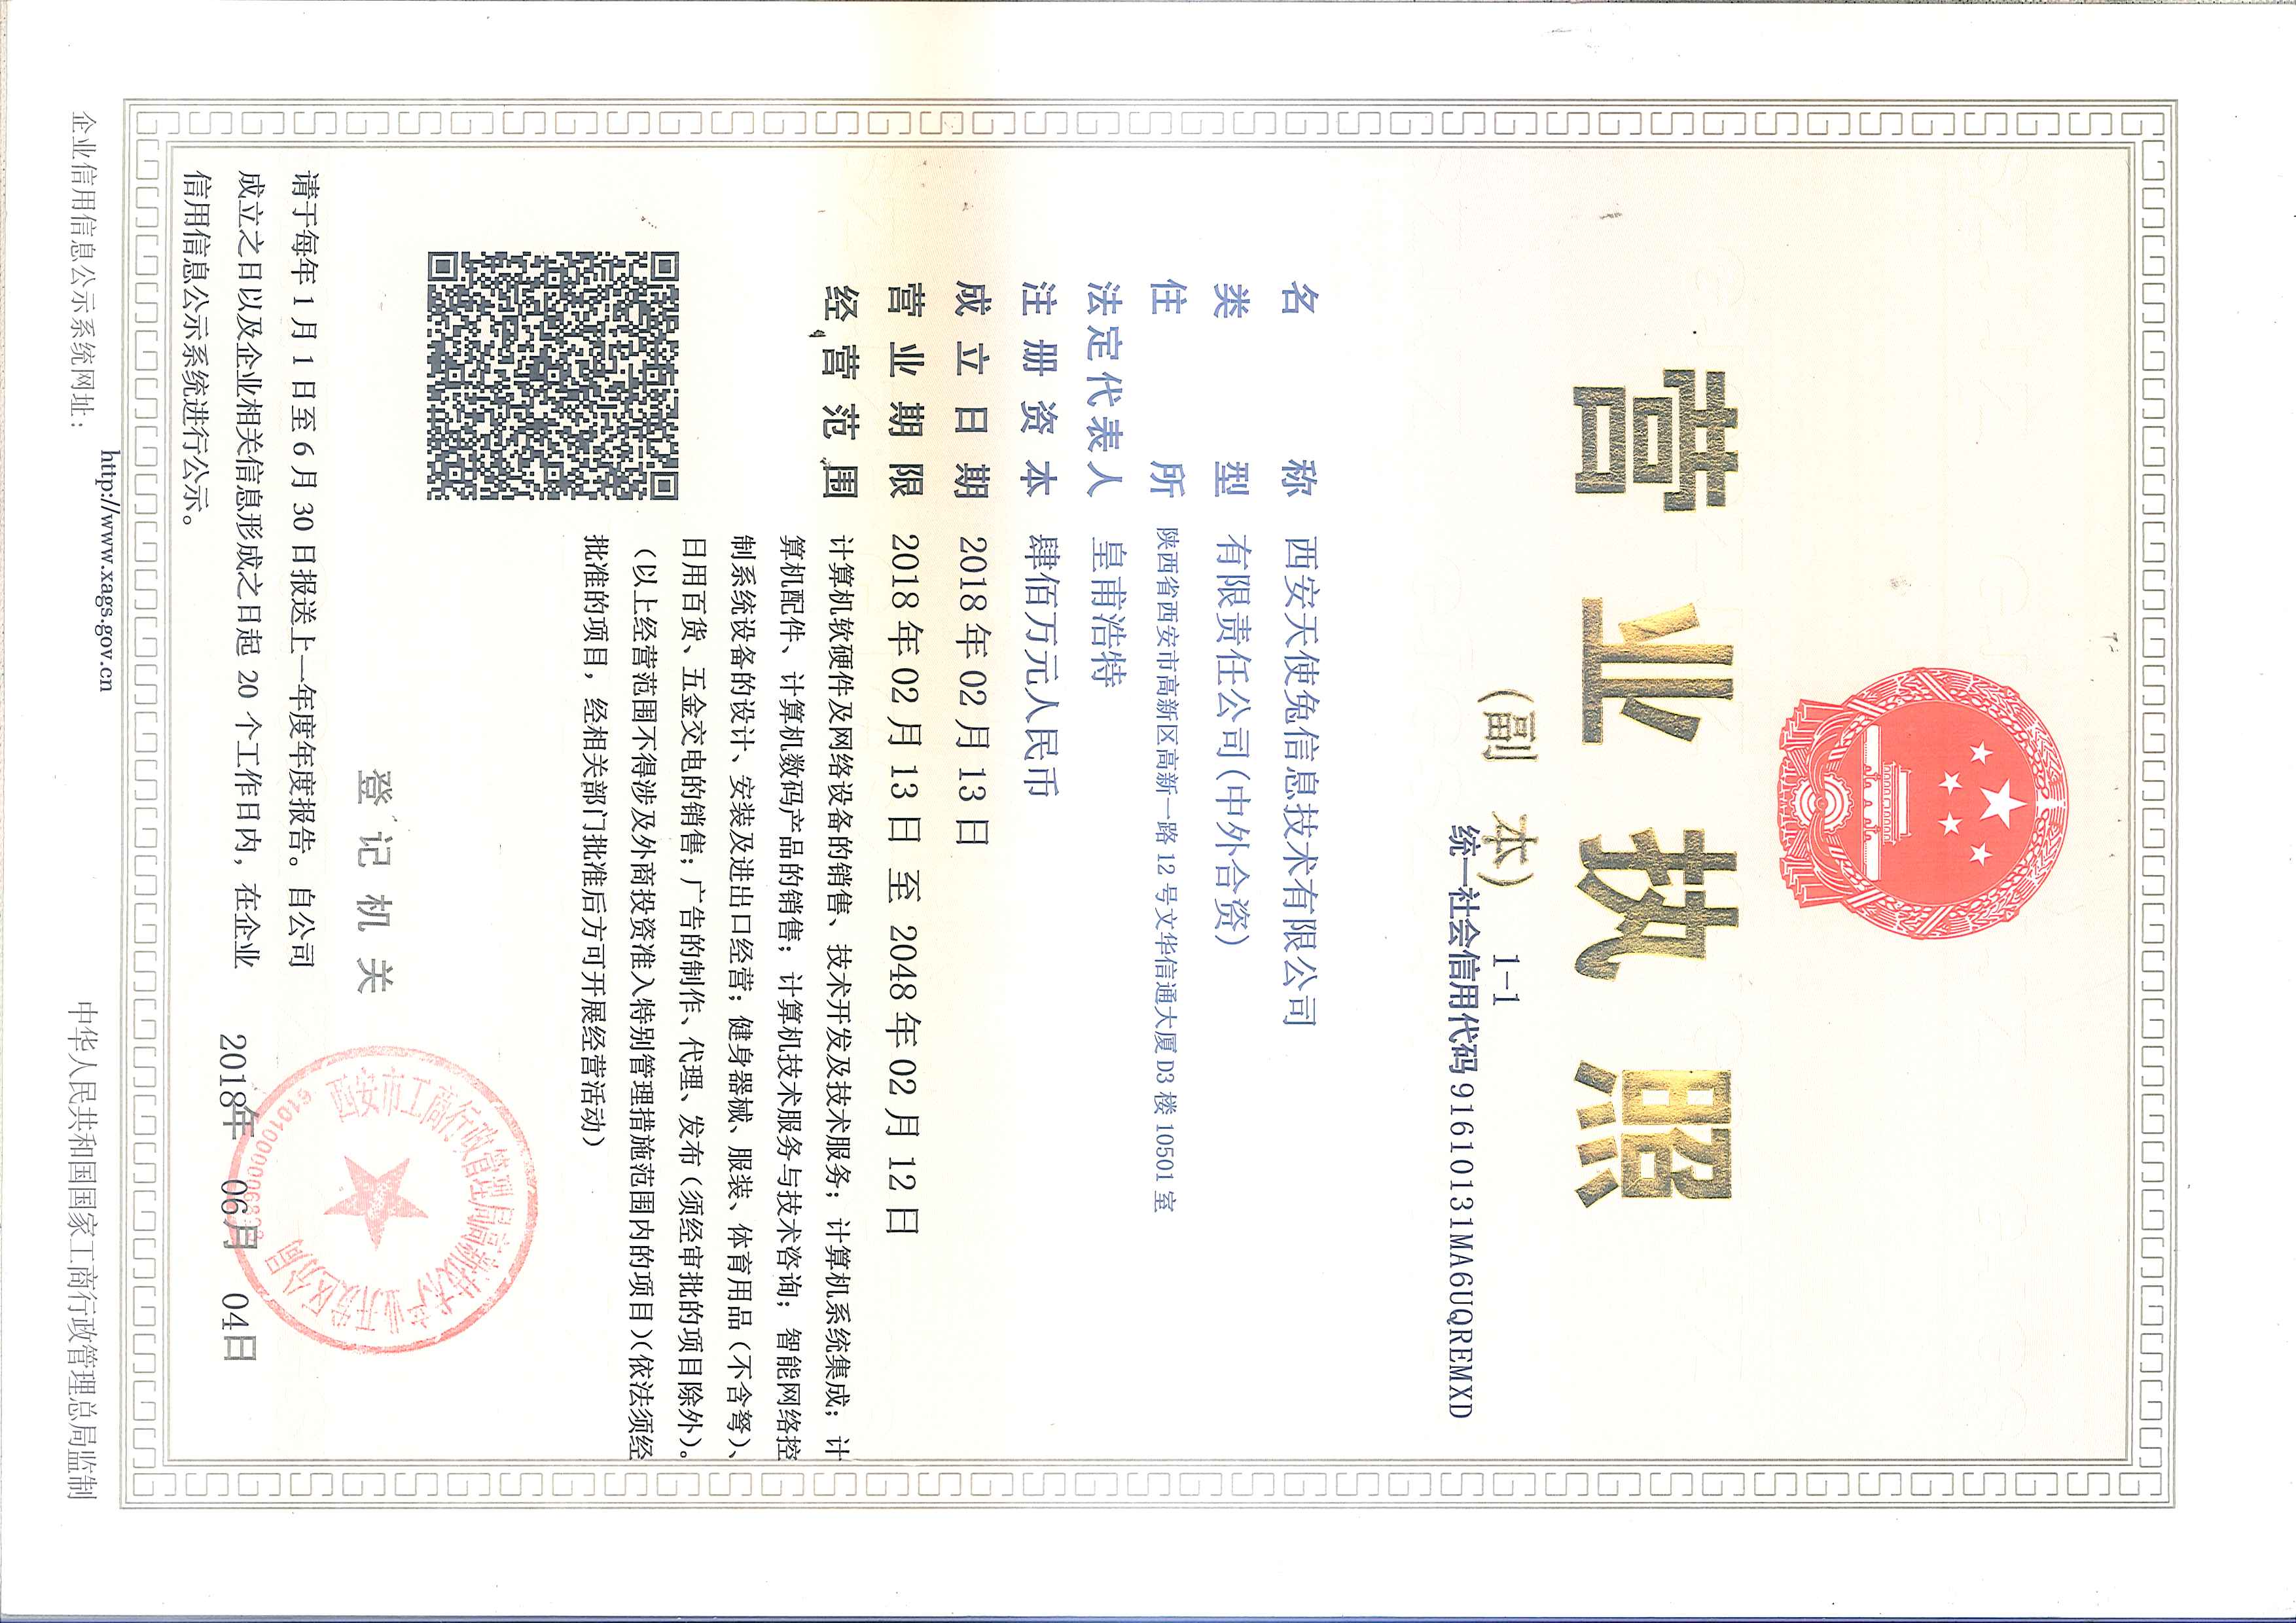 营业执照
(副 本) 1-1
统一社会信用代码 91610131MA6UQREMXD
名称 西安天使兔信息技术有限公司
类型 有限责任公司(中外合资)
住所 陕西省西安市高新区高新一路 12 号文华信通大厦 D3 楼 10501 室
法定代表人 皇甫浩特
注册资本 肆佰万元人民币
成立日期 2018 年 02 月 13 日
营业期限 2018 年 02 月 13 日 至 2048 年 02 月 12 日
经营范围 计算机软硬件及网络设备的销售、技术开发及技术服务；计算机系统集成；计
算机配件、计算机数码产品的销售；计算机技术服务与技术咨询；智能网络控
制系统设备的设计、安装及进出口经营；健身器械、服装、体育用品（不含弩）、
日用百货、五金交电的销售；广告的制作、代理、发布（须经审批的项目除外）。
（以上经营范围不得涉及外商投资准入特别管理措施范围内的项目）（依法须经
批准的项目，经相关部门批准后方可开展经营活动）
西安市工商行政管理局高新技术产业开发区分局
登记机关
请于每年 1 月 1 日至 6 月 30 日报送上一年度年度报告。自公司
成立之日以及企业相关信息形成之日起 20 个工作日内，在企业
信用信息公示系统进行公示。
2018年 06月 04日
http://www.xags.gov.cn
企业信用信息公示系统网址：
中华人民共和国国家工商行政管理总局监制